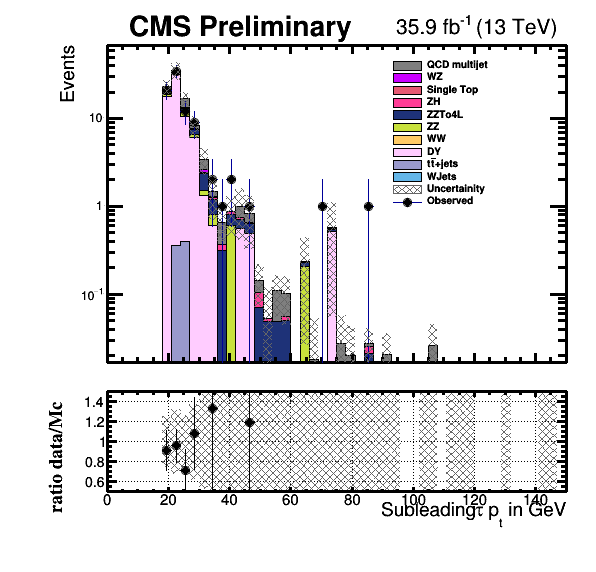 CMS Preliminary 35.9 fb⁻¹ (13 TeV)
Events
10
1
10⁻¹
QCD multijet
WZ
Single Top
ZH
ZZTo4L
ZZ
WW
DY
tt̄+jets
WJets
Uncertainity
Observed
ratio data/Mc
1.4
1.2
1
0.8
0.6
0 20 40 60 80 100 120 140
Subleadingτ pₜ in GeV